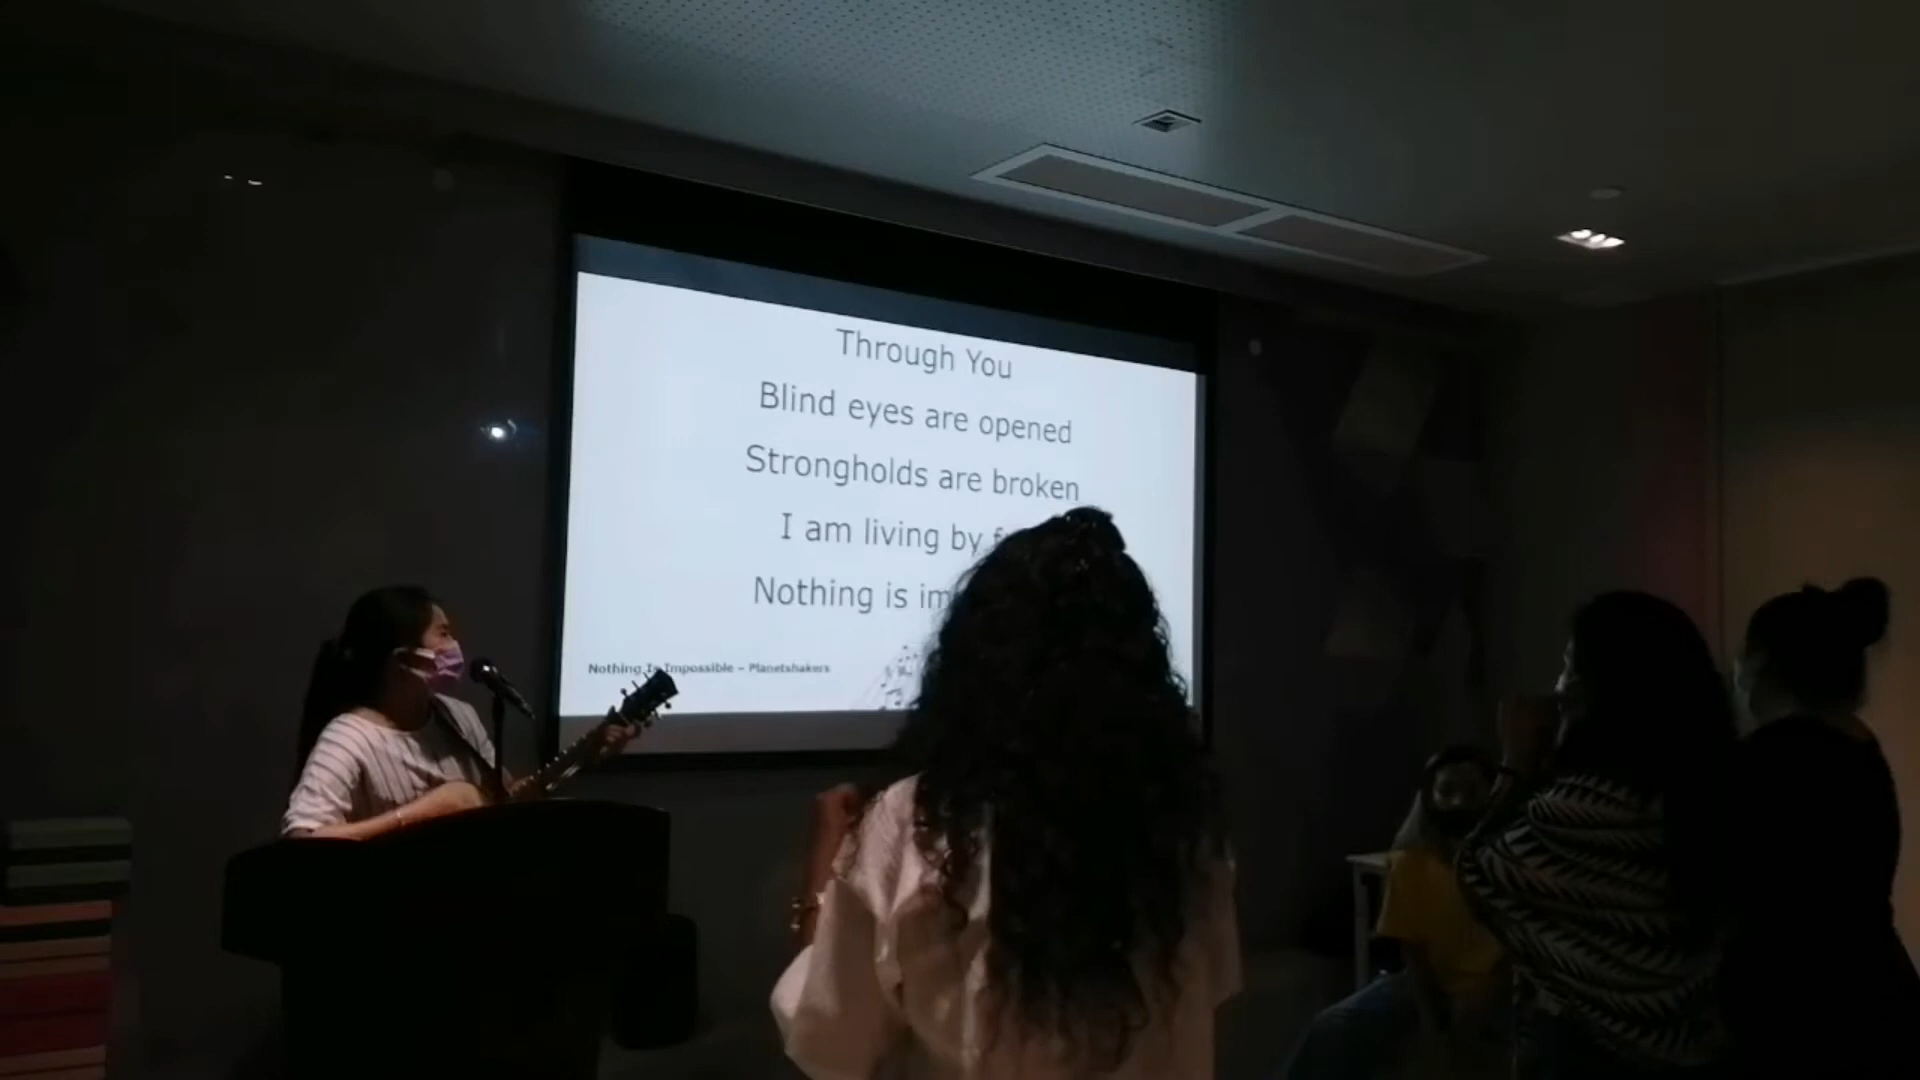 Through You
Blind eyes are opened
Strongholds are broken
I am living by
Nothing is
Nothing Is Impossible – Planetshakers